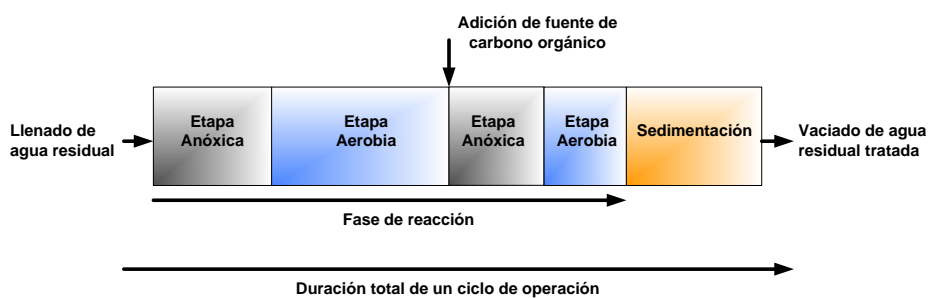 Adición de fuente de
carbono orgánico
Llenado de
agua residual
Etapa
Anóxica
Etapa
Aerobia
Etapa
Anóxica
Etapa
Aerobia
Sedimentación
Vaciado de agua
residual tratada
Fase de reacción
Duración total de un ciclo de operación